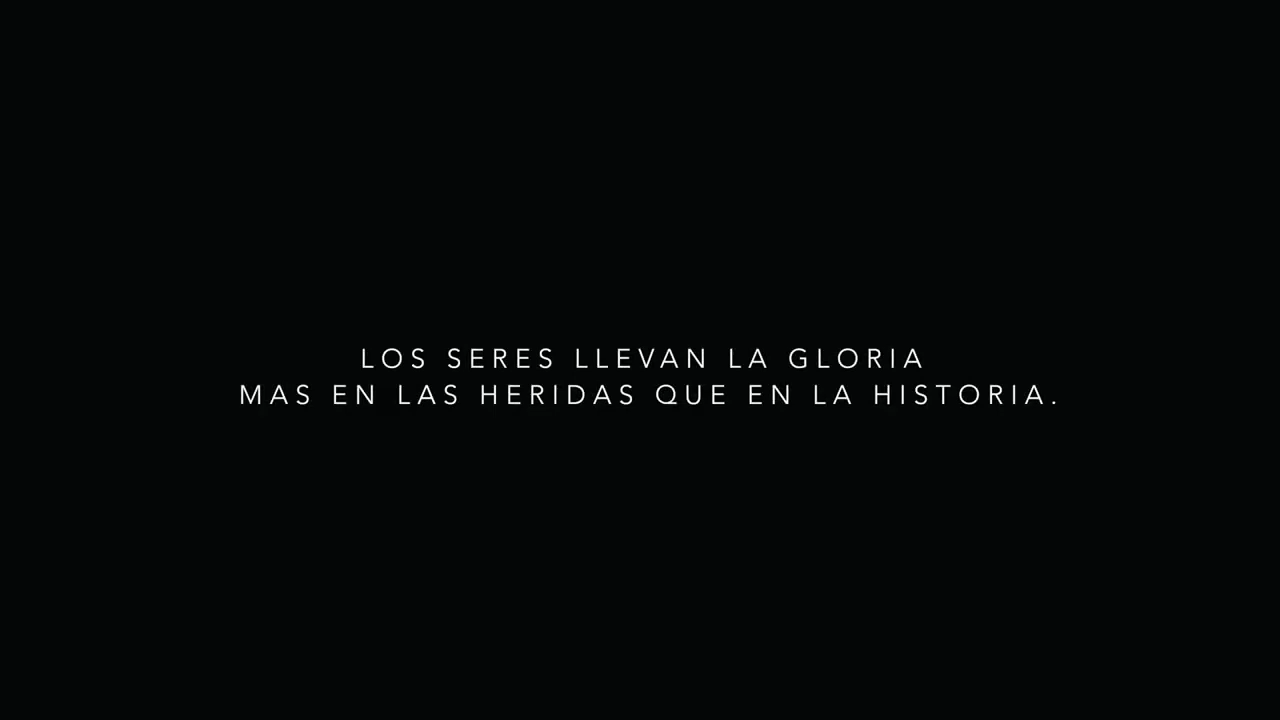 LOS SERES LLEVAN LA GLORIA
MAS EN LAS HERIDAS QUE EN LA HISTORIA.